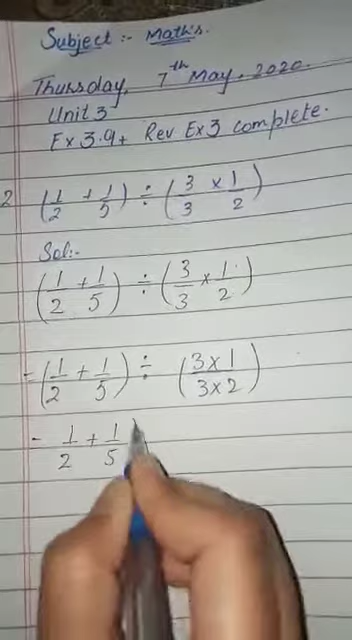 Subject :- Math's.
Thursday, 7th May, 2020.
Unit 3
Ex 3.9 + Rev Ex 3 complete.
2 (1/2 + 1/5) ÷ (3/3 × 1/2)
Sol:-
(1/2 + 1/5) ÷ (3/3 × 1/2)
= (1/2 + 1/5) ÷ (3×1/3×2)
- 1/2 + 1/5